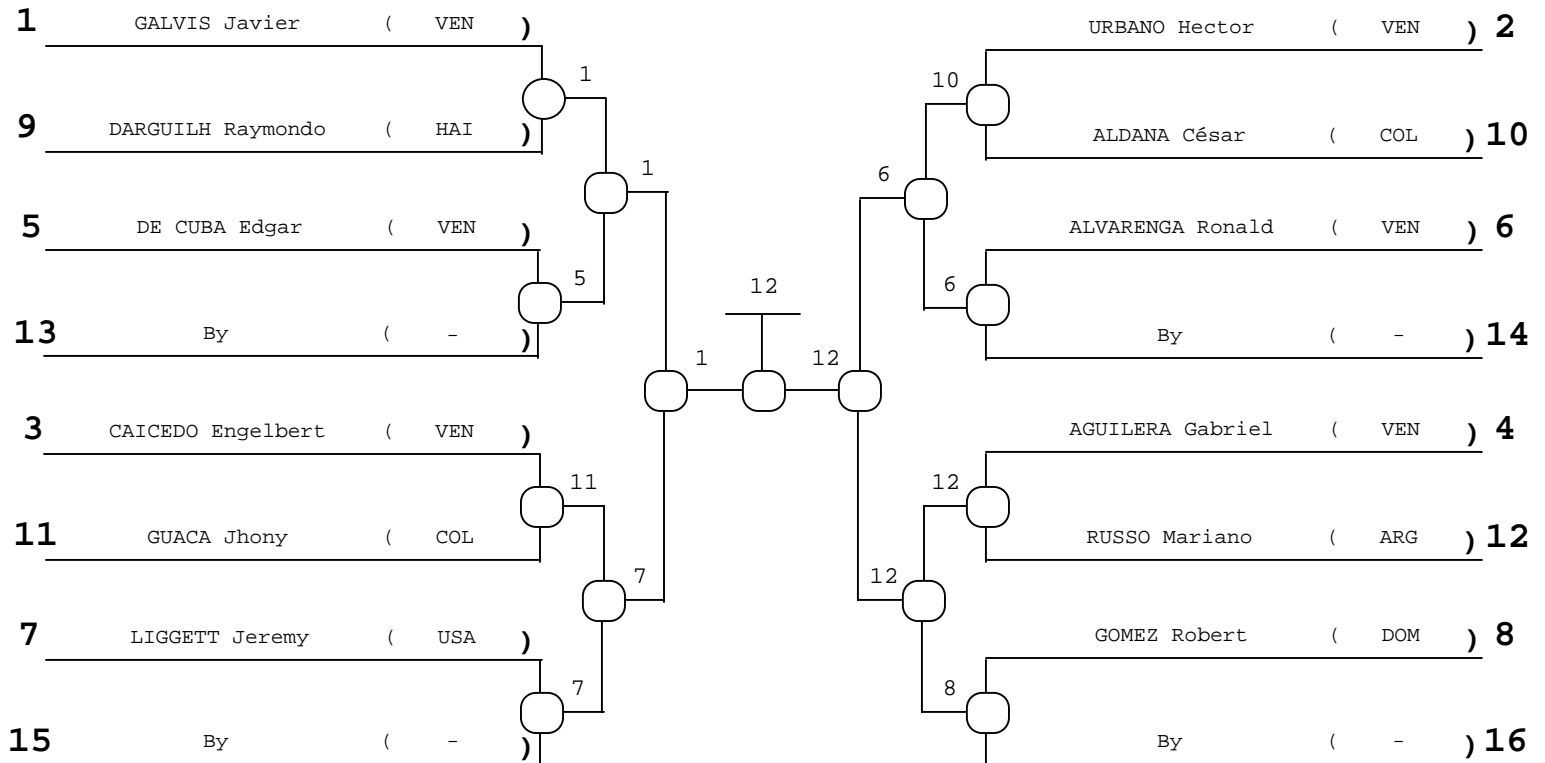 1 GALVIS Javier ( VEN )
1
9 DARGUILH Raymondo ( HAI )
1
5 DE CUBA Edgar ( VEN )
5
13 By ( - )
1
3 CAICEDO Engelbert ( VEN )
11
11 GUACA Jhony ( COL
7
7 LIGGETT Jeremy ( USA )
7
15 By ( - )
12
URBANO Hector ( VEN ) 2
10
ALDANA César ( COL ) 10
6
ALVARENGA Ronald ( VEN ) 6
6
By ( - ) 14
12
AGUILERA Gabriel ( VEN ) 4
12
RUSSO Mariano ( ARG ) 12
12
GOMEZ Robert ( DOM ) 8
8
By ( - ) 16